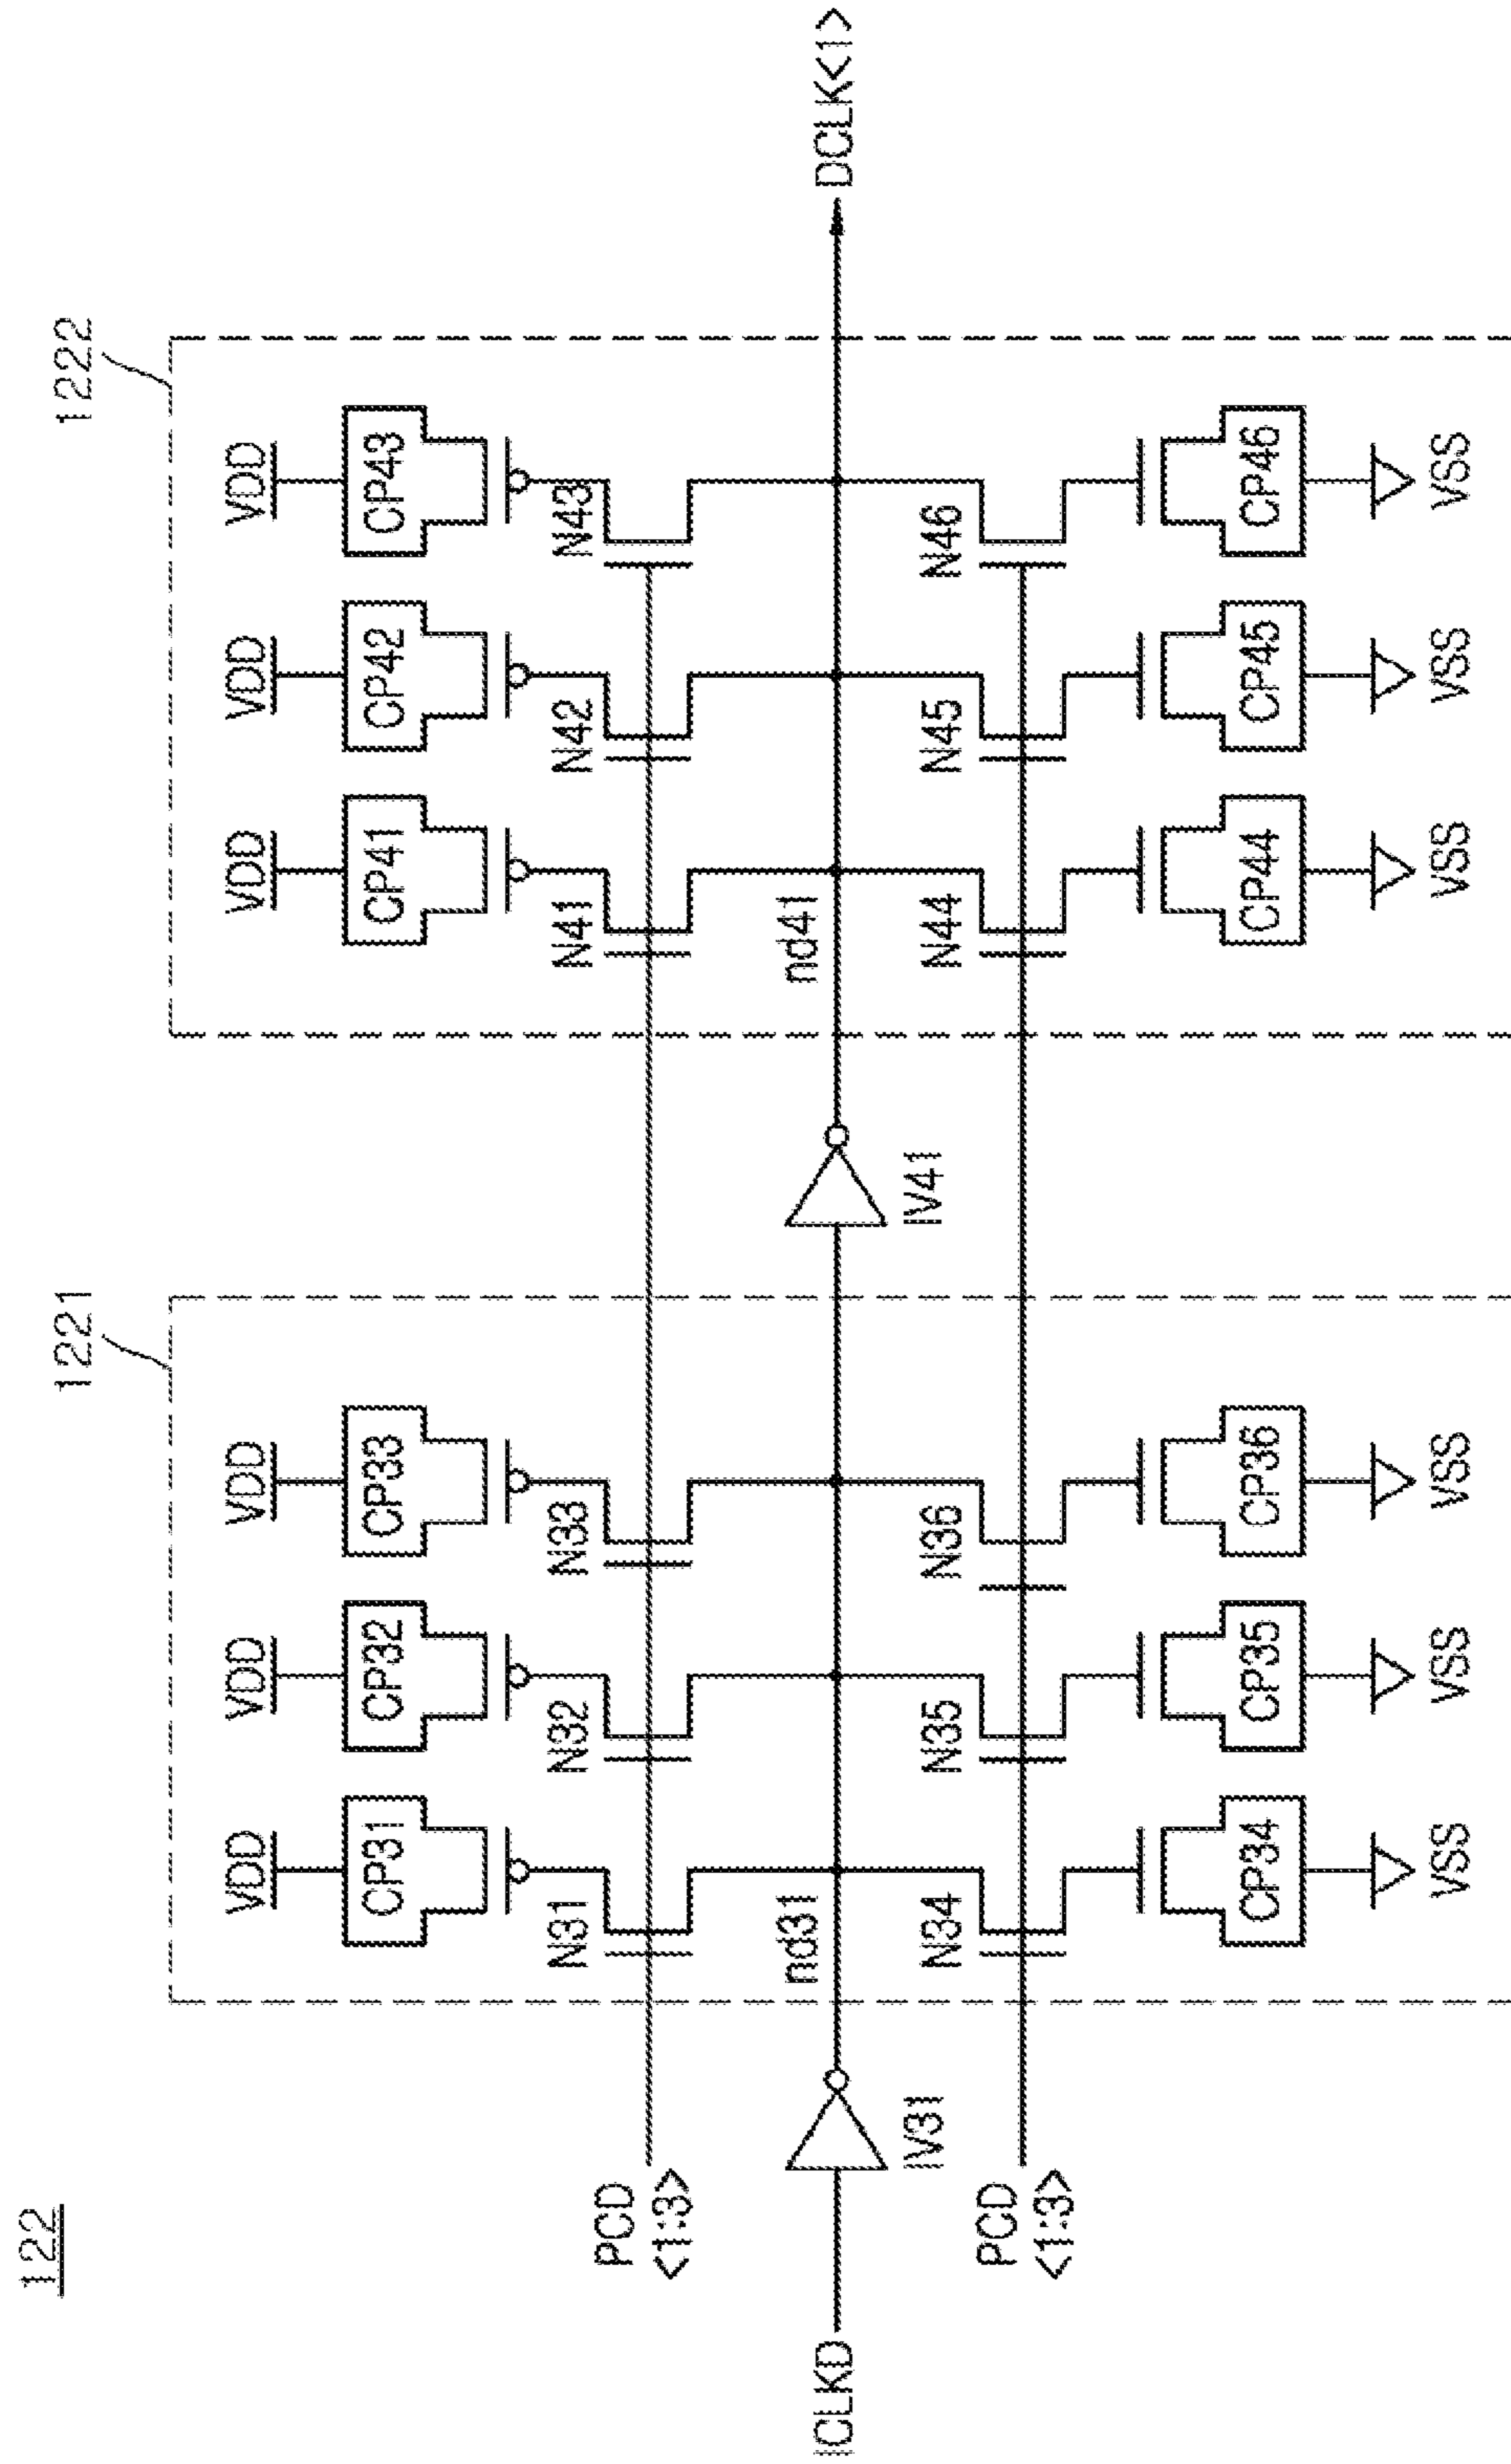 122
1221
1222
VDD
VDD
VDD
VDD
VDD
VDD
CP31
CP32
CP33
CP41
CP42
CP43
N31
N32
N33
N41
N42
N43
PCD
<1:3>
nd31
nd41
ICLKD
DCLK<1>
IV31
IV41
N34
N35
N36
N44
N45
N46
PCD
<1:3>
CP34
CP35
CP36
CP44
CP45
CP46
VSS
VSS
VSS
VSS
VSS
VSS